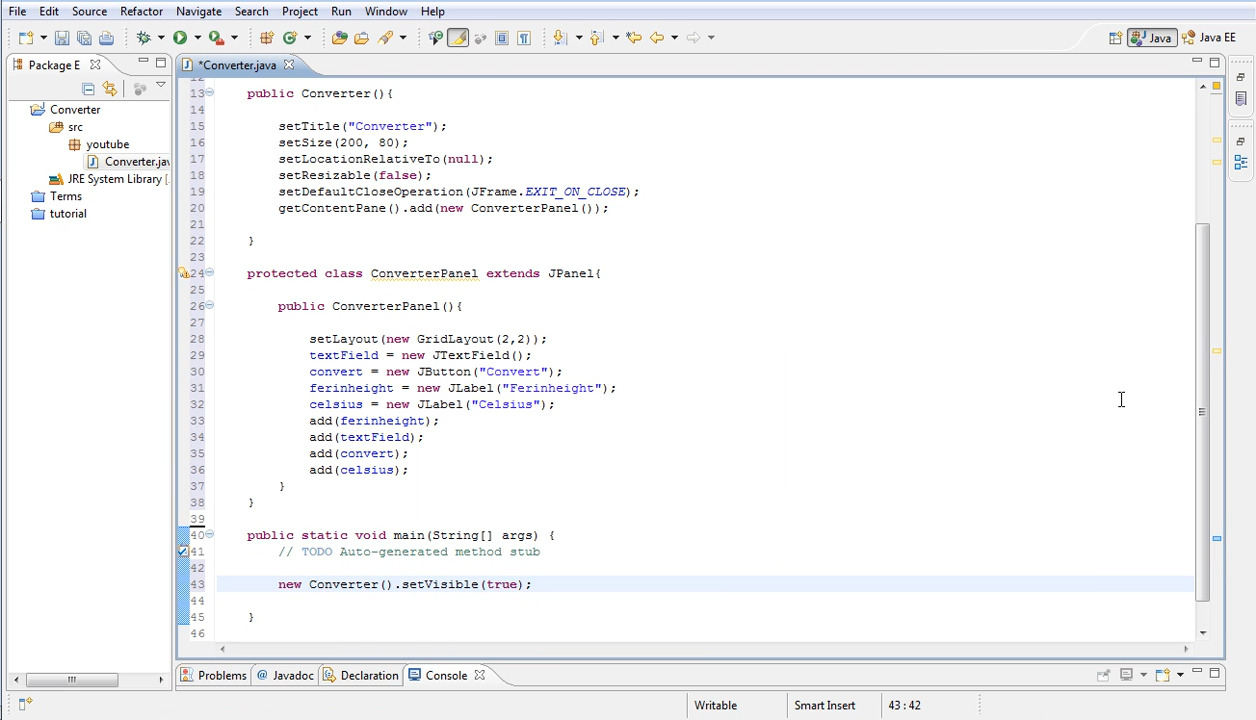 File Edit Source Refactor Navigate Search Project Run Window Help
Java Java EE
Package E
*Converter.java
Converter
src
youtube
Converter.jav
JRE System Library [
Terms
tutorial
13 public Converter(){
14
15 setTitle("Converter");
16 setSize(200, 80);
17 setLocationRelativeTo(null);
18 setResizable(false);
19 setDefaultCloseOperation(JFrame.EXIT_ON_CLOSE);
20 getContentPane().add(new ConverterPanel());
21
22 }
23
24 protected class ConverterPanel extends JPanel{
25
26 public ConverterPanel(){
27
28 setLayout(new GridLayout(2,2));
29 textField = new JTextField();
30 convert = new JButton("Convert");
31 ferinheight = new JLabel("Ferinheight");
32 celsius = new JLabel("Celsius");
33 add(ferinheight);
34 add(textField);
35 add(convert);
36 add(celsius);
37 }
38 }
39
40 public static void main(String[] args) {
41 // TODO Auto-generated method stub
42
43 new Converter().setVisible(true);
44
45 }
46
Problems @ Javadoc Declaration Console
Writable Smart Insert 43 : 42